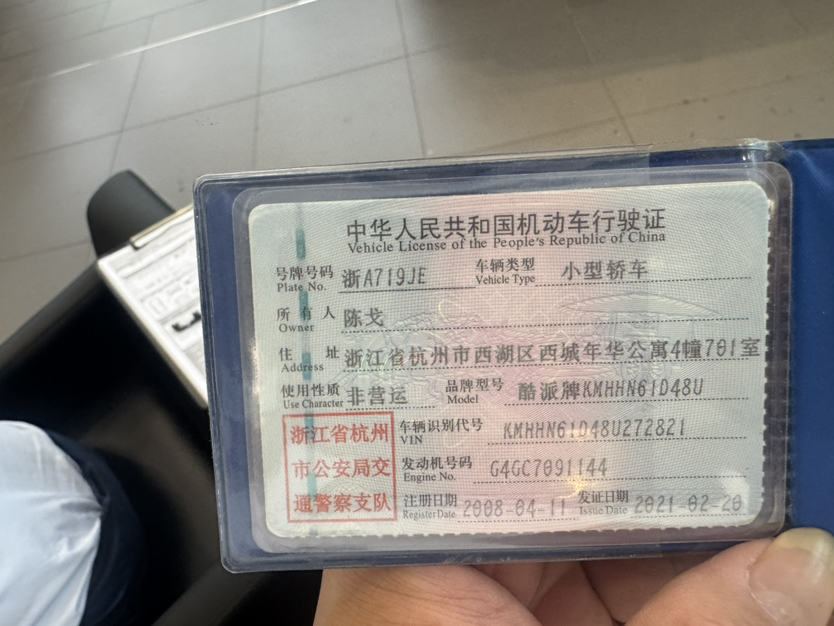 中华人民共和国机动车行驶证
Vehicle License of the People's Republic of China
号牌号码 浙A719JE 车辆类型 小型轿车
Plate No. Vehicle Type
所有人 陈戈
Owner
住址 浙江省杭州市西湖区西城年华公寓4幢701室
Address
使用性质 非营运 品牌型号 酷派牌KMHHN61D48U
Use Character Model
浙江省杭州
市公安局交
通警察支队
车辆识别代号 KMHHN61D48U272821
VIN
发动机号码 G4GC7091144
Engine No.
注册日期 2008-04-11 发证日期 2021-02-20
Register Date Issue Date